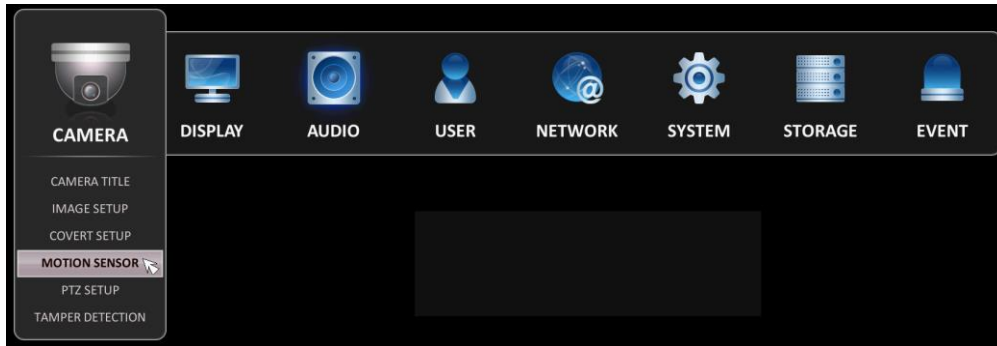 CAMERA
DISPLAY
AUDIO
USER
NETWORK
SYSTEM
STORAGE
EVENT
CAMERA TITLE
IMAGE SETUP
COVERT SETUP
MOTION SENSOR
PTZ SETUP
TAMPER DETECTION